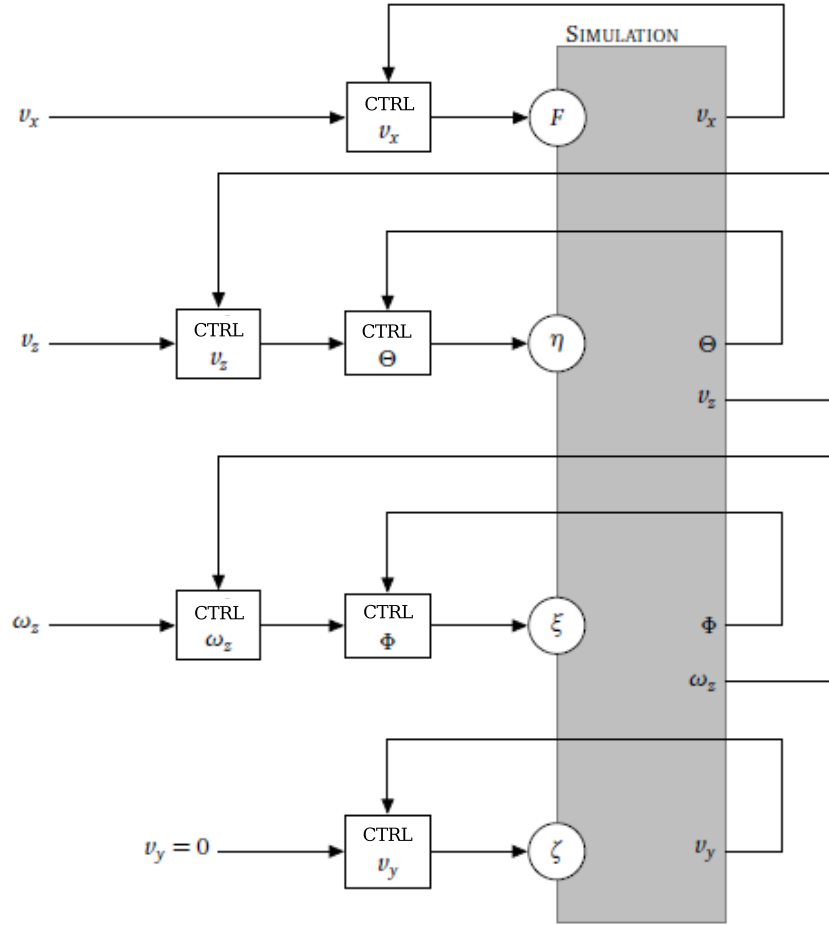 SIMULATION
CTRL
v_x
v_x
F
v_x
CTRL
v_z
v_z
CTRL
Θ
η
Θ
v_z
CTRL
ω_z
ω_z
CTRL
Φ
ξ
Φ
ω_z
CTRL
v_y
v_y = 0
ζ
v_y